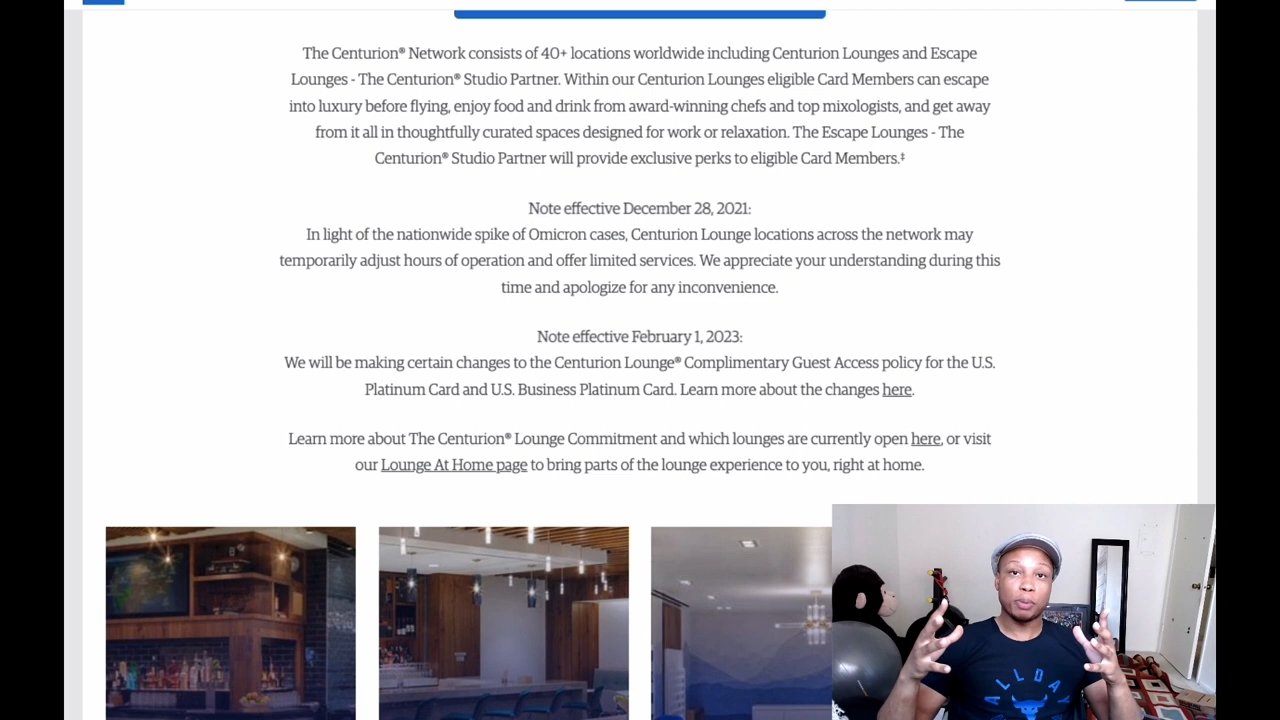 The Centurion® Network consists of 40+ locations worldwide including Centurion Lounges and Escape
Lounges - The Centurion® Studio Partner. Within our Centurion Lounges eligible Card Members can escape
into luxury before flying, enjoy food and drink from award-winning chefs and top mixologists, and get away
from it all in thoughtfully curated spaces designed for work or relaxation. The Escape Lounges - The
Centurion® Studio Partner will provide exclusive perks to eligible Card Members.‡
Note effective December 28, 2021:
In light of the nationwide spike of Omicron cases, Centurion Lounge locations across the network may
temporarily adjust hours of operation and offer limited services. We appreciate your understanding during this
time and apologize for any inconvenience.
Note effective February 1, 2023:
We will be making certain changes to the Centurion Lounge® Complimentary Guest Access policy for the U.S.
Platinum Card and U.S. Business Platinum Card. Learn more about the changes here.
Learn more about The Centurion® Lounge Commitment and which lounges are currently open here, or visit
our Lounge At Home page to bring parts of the lounge experience to you, right at home.
ALL DAY